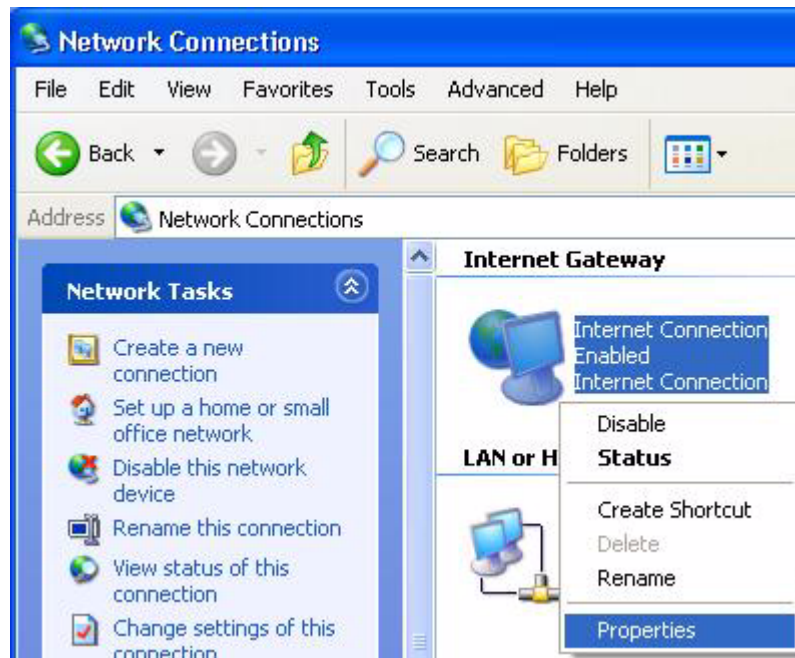 Network Connections
File Edit View Favorites Tools Advanced Help
Back Search Folders
Address Network Connections
Network Tasks
Create a new
connection
Set up a home or small
office network
Disable this network
device
Rename this connection
View status of this
connection
Change settings of this
connection
Internet Gateway
Internet Connection
Enabled
Internet Connection
LAN or H
Disable
Status
Create Shortcut
Delete
Rename
Properties